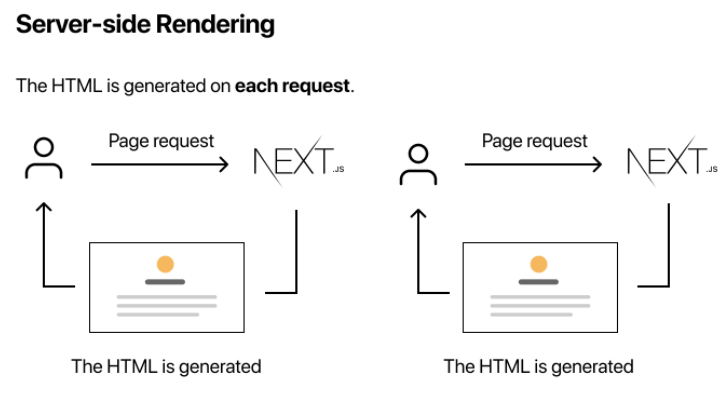 Server-side Rendering
The HTML is generated on each request.
Page request
NEXT.JS
The HTML is generated
Page request
NEXT.JS
The HTML is generated